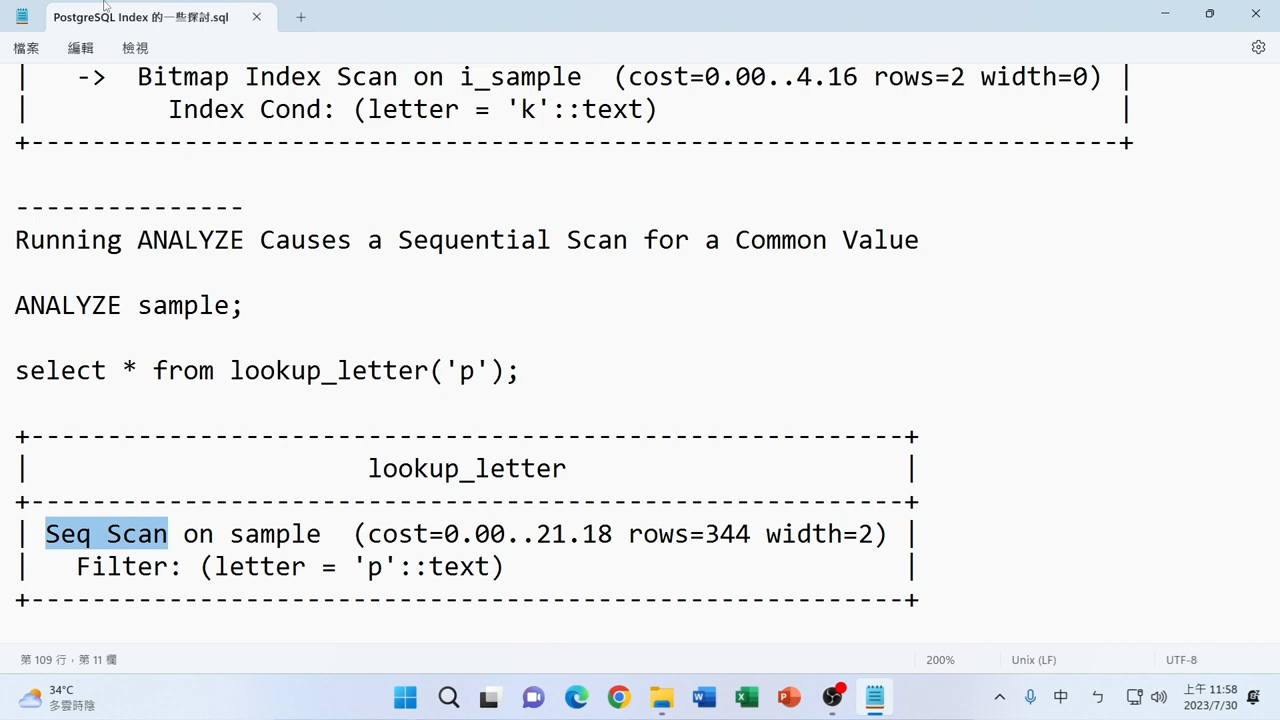 PostgreSQL Index 的一些探討.sql
檔案 編輯 檢視
|    ->  Bitmap Index Scan on i_sample  (cost=0.00..4.16 rows=2 width=0) |
|          Index Cond: (letter = 'k'::text)                              |
+------------------------------------------------------------------------+
---------------
Running ANALYZE Causes a Sequential Scan for a Common Value
ANALYZE sample;
select * from lookup_letter('p');
+----------------------------------------------------------+
|                       lookup_letter                      |
+----------------------------------------------------------+
| Seq Scan on sample  (cost=0.00..21.18 rows=344 width=2) |
|   Filter: (letter = 'p'::text)                           |
+----------------------------------------------------------+
第 109 行，第 11 欄 200% Unix (LF) UTF-8
34°C
多雲時陰
中
上午 11:58
2023/7/30